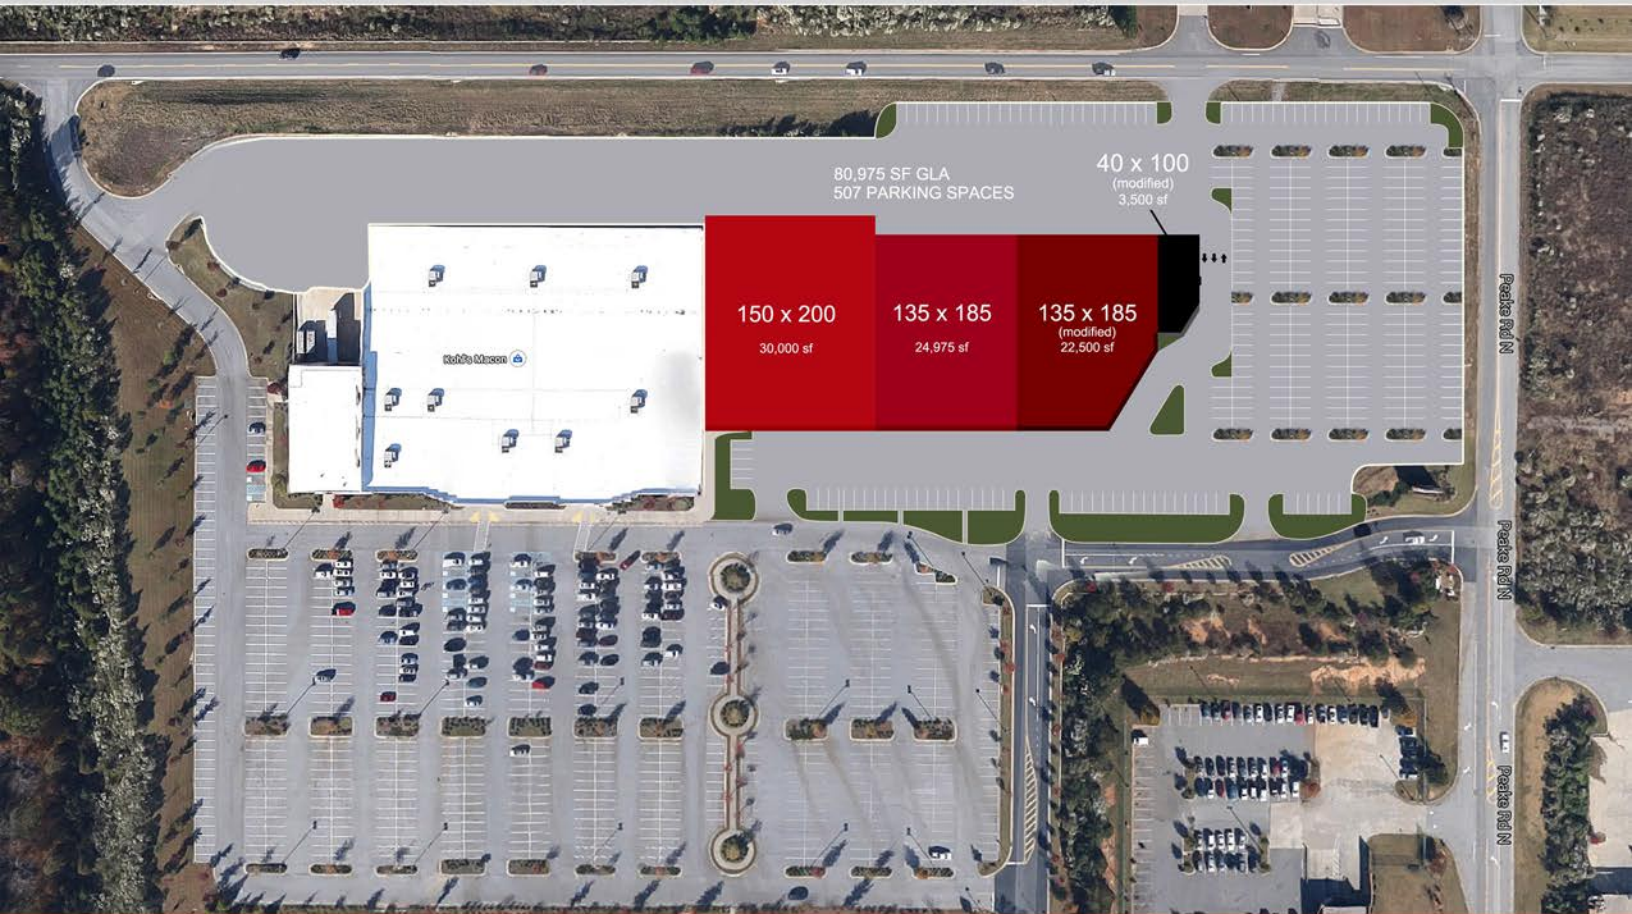 80,975 SF GLA
507 PARKING SPACES
40 x 100
(modified)
3,500 sf
150 x 200
30,000 sf
135 x 185
24,975 sf
135 x 185
(modified)
22,500 sf
Kohl's Macon
Peake Rd N
Peake Rd N
Peake Rd N